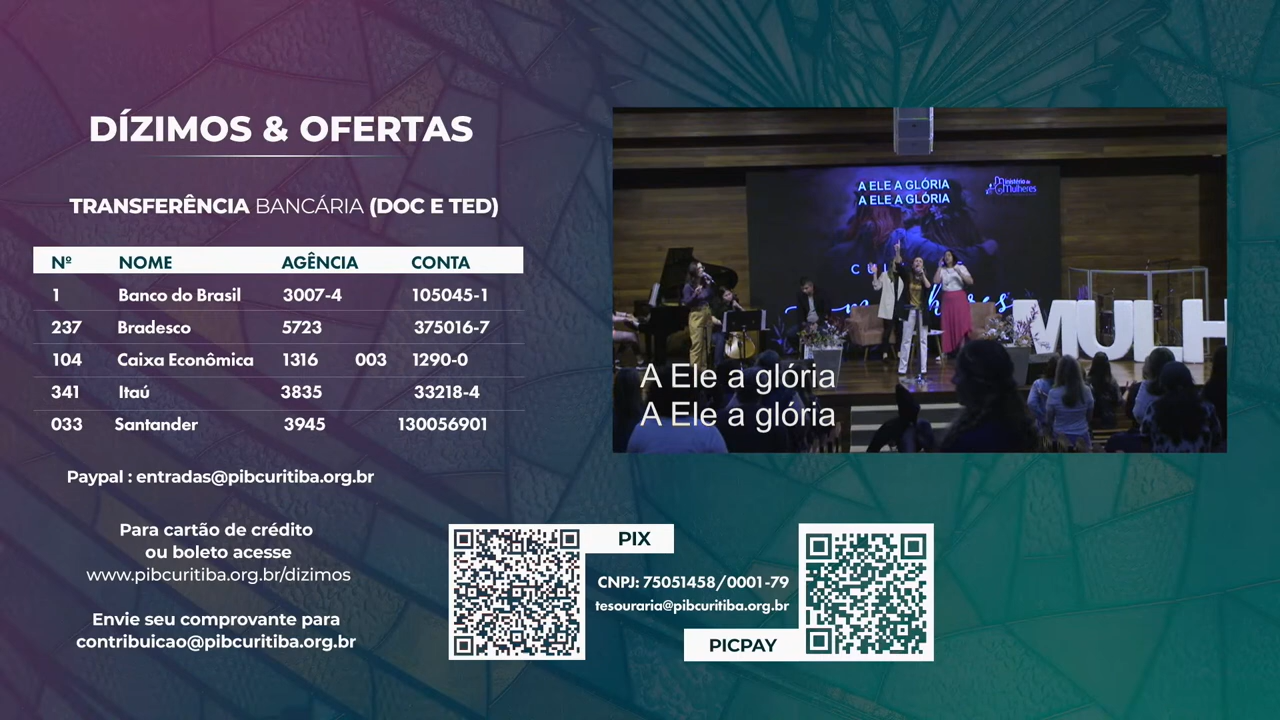 DÍZIMOS & OFERTAS
TRANSFERÊNCIA BANCÁRIA (DOC E TED)
Nº NOME AGÊNCIA CONTA
1 Banco do Brasil 3007-4 105045-1
237 Bradesco 5723 375016-7
104 Caixa Econômica 1316 003 1290-0
341 Itaú 3835 33218-4
033 Santander 3945 130056901
Paypal : entradas@pibcuritiba.org.br
Para cartão de crédito
ou boleto acesse
www.pibcuritiba.org.br/dizimos
Envie seu comprovante para
contribuicao@pibcuritiba.org.br
PIX
CNPJ: 75051458/0001-79
tesouraria@pibcuritiba.org.br
PICPAY
A ELE A GLÓRIA
A ELE A GLÓRIA
Ministério de
Mulheres
MULH
A Ele a glória
A Ele a glória